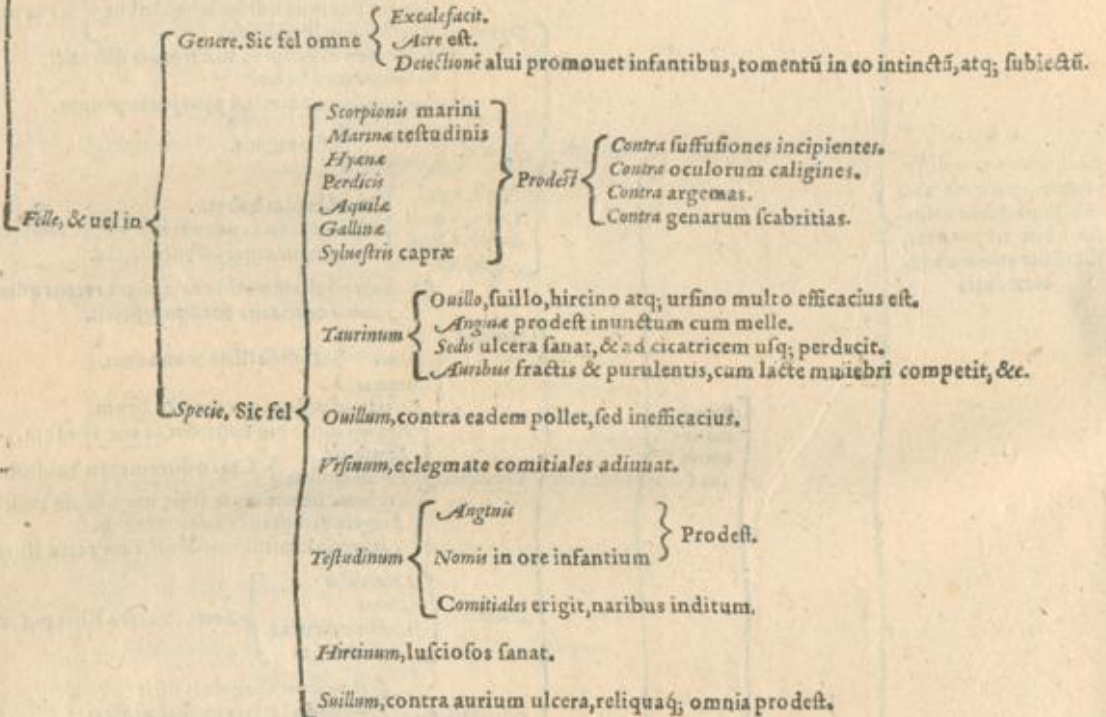 Felle, & uel in
Genere. Sic fel omne
Excalefacit.
Acre est.
Deiectionē alui promouet infantibus, tomentū in eo intinctū, atq; subiectū.
Specie. Sic fel
Scorpionis marini
Marinæ testudinis
Hyænæ
Perdicis
Aquilæ
Gallinæ
Syluestris capræ
Prodest
Contra suffusiones incipientes.
Contra oculorum caligines.
Contra argemas.
Contra genarum scabritias.
Taurinum
Ouillo, suillo, hircino atq; ursino multo efficacius est.
Anginæ prodest inunctum cum melle.
Sedis ulcera sanat, & ad cicatricem usq; perducit.
Auribus fractis & purulentis, cum lacte muliebri competit, &c.
Ouillum, contra eadem pollet, sed inefficacius.
Vrsinum, eclegmate comitiales adiuuat.
Testudinum
Anginis
Nomis in ore infantium
Prodest.
Comitiales erigit, naribus inditum.
Hircinum, lusciosos sanat.
Suillum, contra aurium ulcera, reliquaq́; omnia prodest.